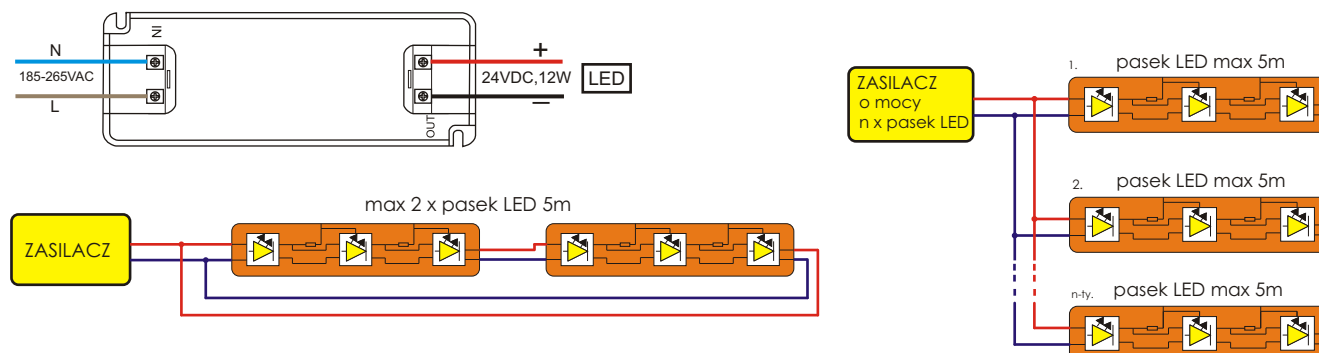 N
185-265VAC
L
IN
OUT
+
24VDC,12W
—
LED
ZASILACZ
max 2 x pasek LED 5m
ZASILACZ
o mocy
n x pasek LED
1.
pasek LED max 5m
2.
pasek LED max 5m
n-ty.
pasek LED max 5m